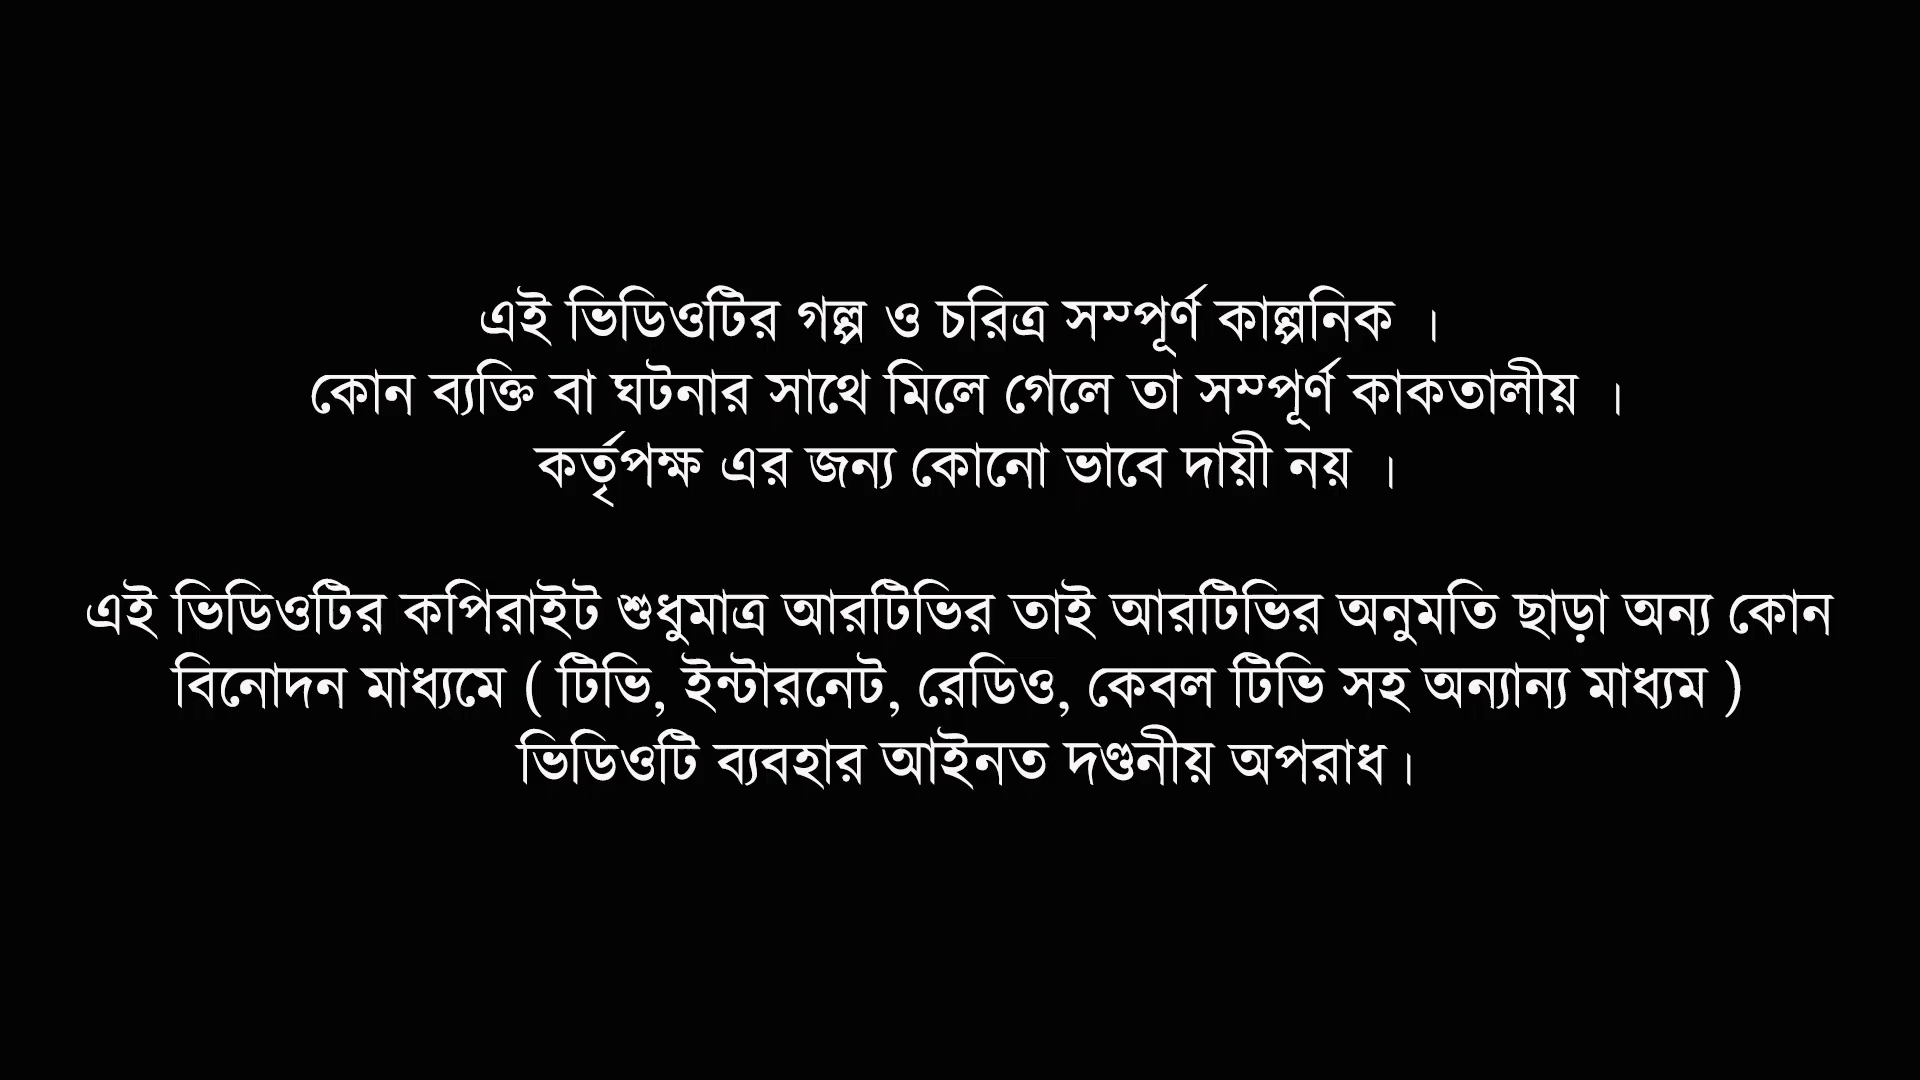 এই ভিডিওটির গল্প ও চরিত্র সম্পূর্ণ কাল্পনিক ।
কোন ব্যক্তি বা ঘটনার সাথে মিলে গেলে তা সম্পূর্ণ কাকতালীয় ।
কর্তৃপক্ষ এর জন্য কোনো ভাবে দায়ী নয় ।
এই ভিডিওটির কপিরাইট শুধুমাত্র আরটিভির তাই আরটিভির অনুমতি ছাড়া অন্য কোন
বিনোদন মাধ্যমে ( টিভি, ইন্টারনেট, রেডিও, কেবল টিভি সহ অন্যান্য মাধ্যম )
ভিডিওটি ব্যবহার আইনত দণ্ডনীয় অপরাধ।